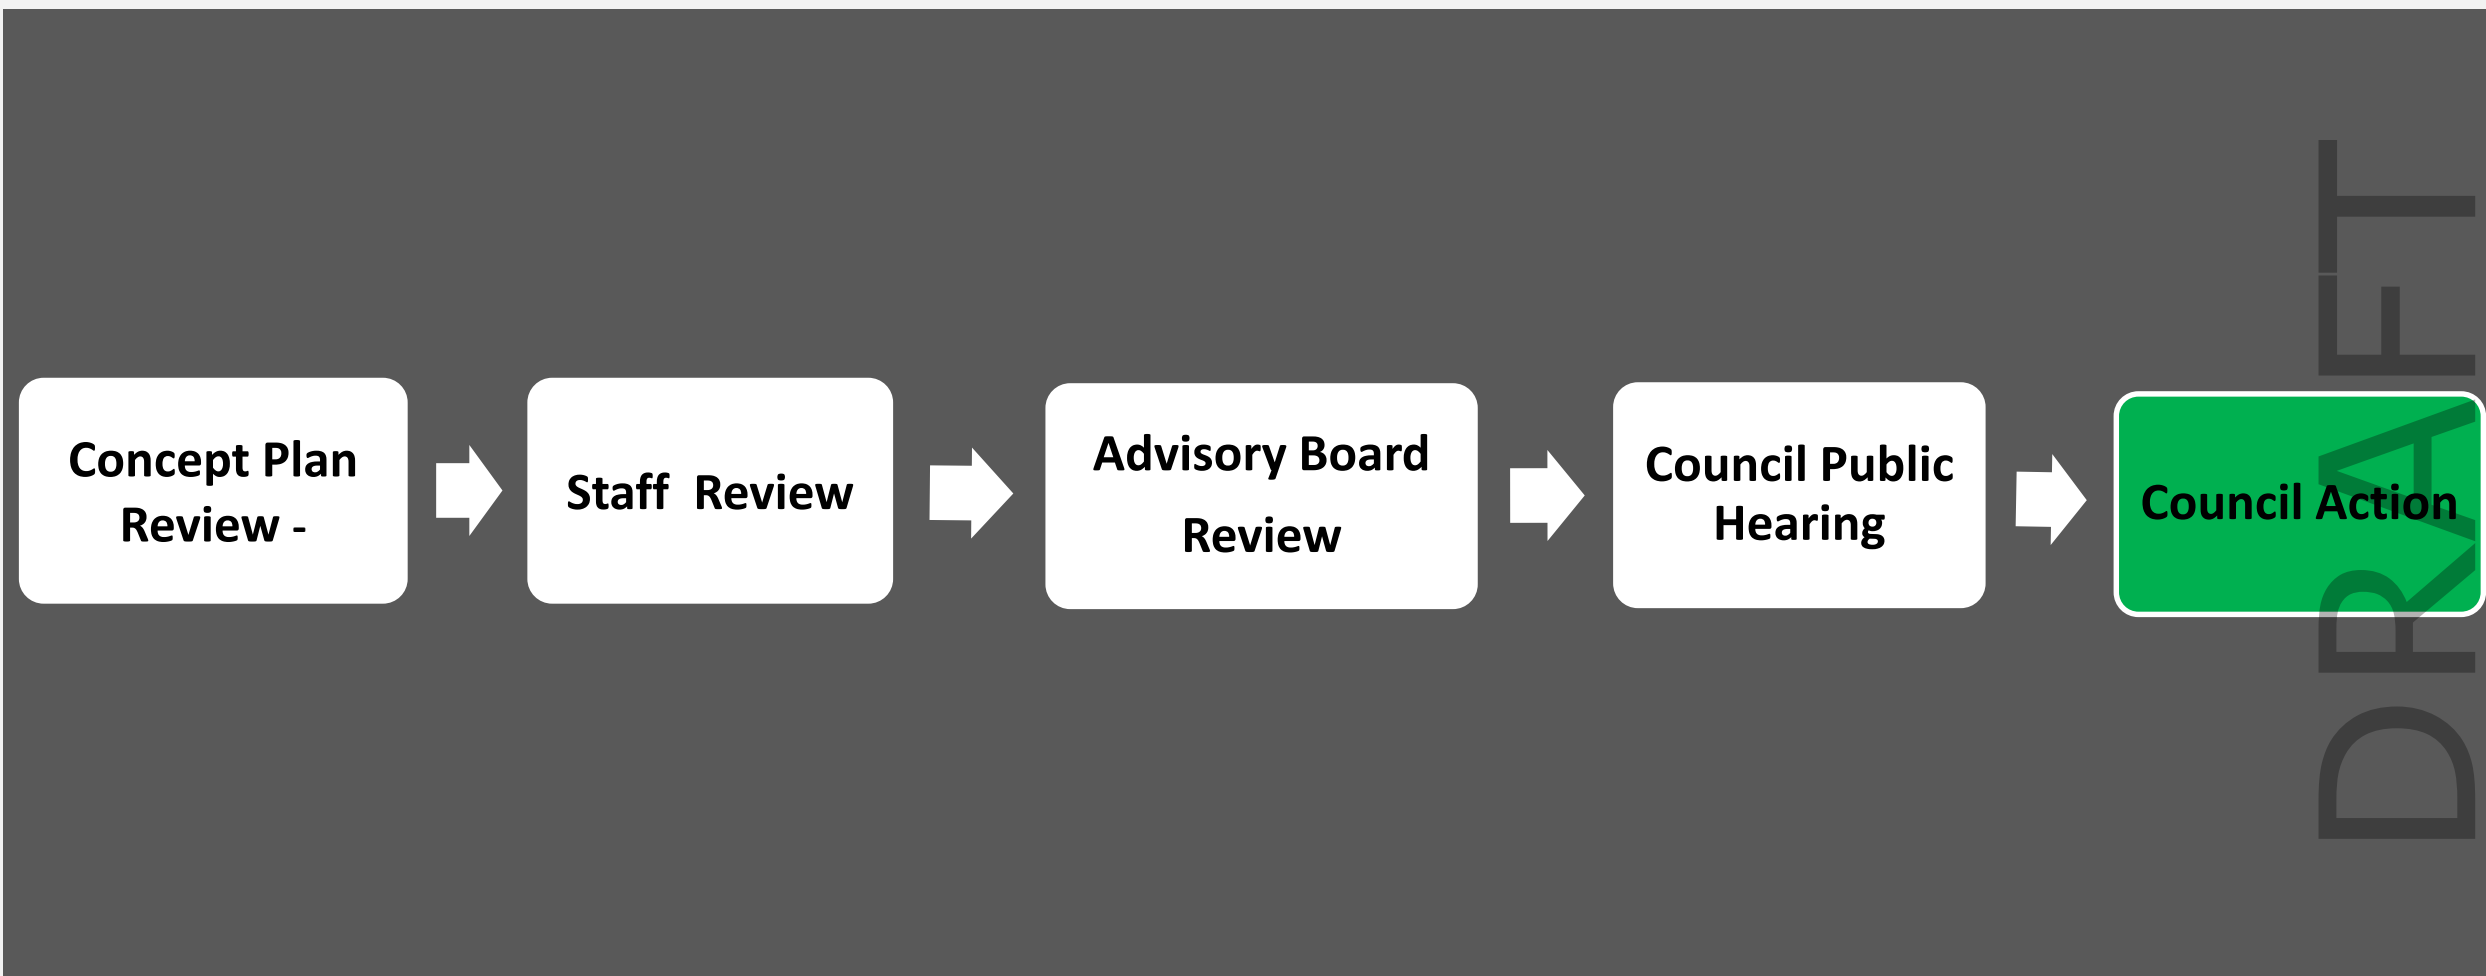 Concept Plan
Review -
Staff  Review
Advisory Board
Review
Council Public
Hearing
Council Action
DRAFT